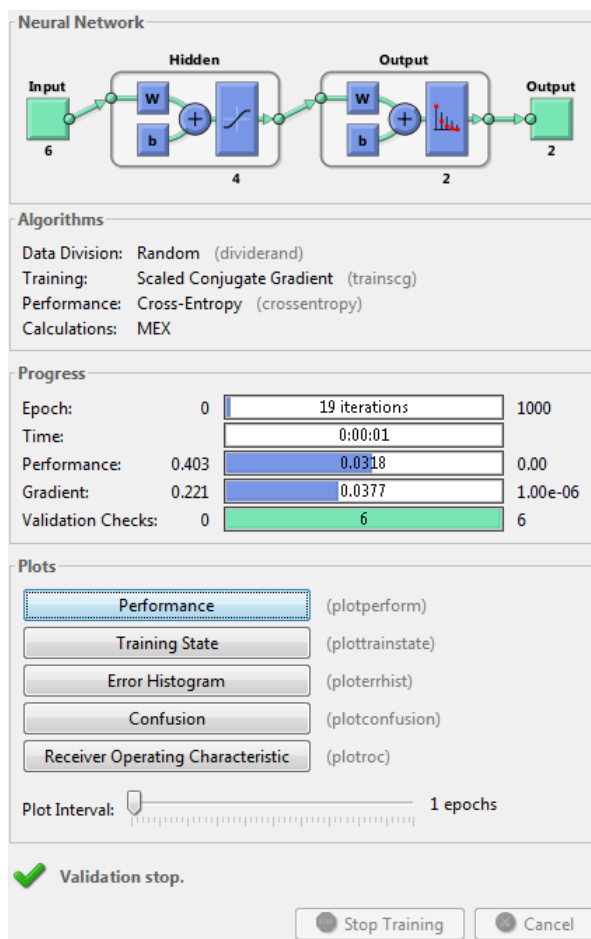 Neural Network
Hidden
Output
Input
Output
W
b
+
W
b
+
6
4
2
2
Algorithms
Data Division: Random (dividerand)
Training: Scaled Conjugate Gradient (trainscg)
Performance: Cross-Entropy (crossentropy)
Calculations: MEX
Progress
Epoch: 0 19 iterations 1000
Time: 0:00:01
Performance: 0.403 0.0318 0.00
Gradient: 0.221 0.0377 1.00e-06
Validation Checks: 0 6 6
Plots
Performance (plotperform)
Training State (plottrainstate)
Error Histogram (ploterrhist)
Confusion (plotconfusion)
Receiver Operating Characteristic (plotroc)
Plot Interval: 1 epochs
Validation stop.
Stop Training Cancel